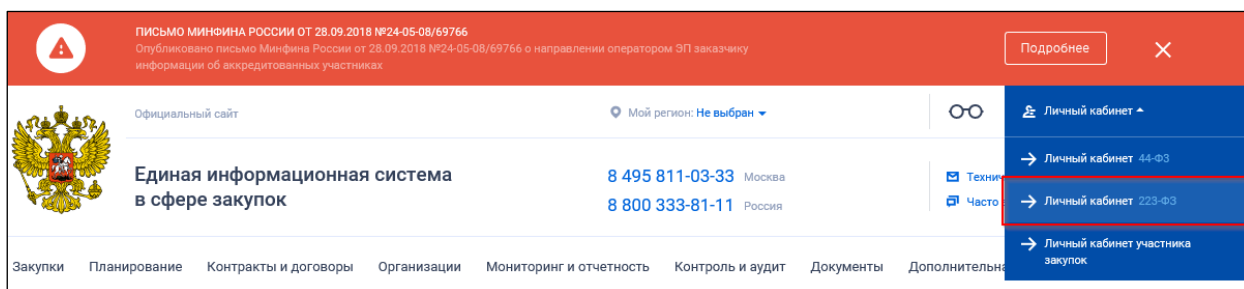 ПИСЬМО МИНФИНА РОССИИ ОТ 28.09.2018 №24-05-08/69766
Опубликовано письмо Минфина России от 28.09.2018 №24-05-08/69766 о направлении оператором ЭП заказчику
информации об аккредитованных участниках
Подробнее
Официальный сайт
Мой регион: Не выбран
Личный кабинет
Единая информационная система
в сфере закупок
8 495 811-03-33 Москва
8 800 333-81-11 Россия
Личный кабинет 44-ФЗ
Личный кабинет 223-ФЗ
Часто
Личный кабинет участника
закупок
Закупки Планирование Контракты и договоры Организации Мониторинг и отчетность Контроль и аудит Документы